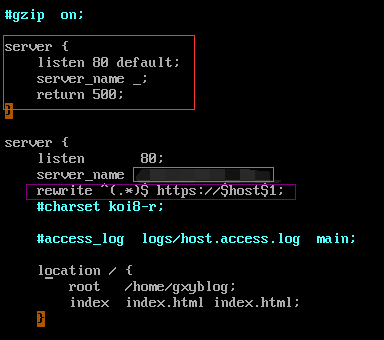 #gzip  on;
server {
    listen 80 default;
    server_name _;
    return 500;
}
server {
    listen       80;
    server_name
    rewrite ^(.*)$ https://$host$1;
    #charset koi8-r;
    #access_log  logs/host.access.log  main;
    location / {
        root   /home/gxyblog;
        index  index.html index.html;
    }